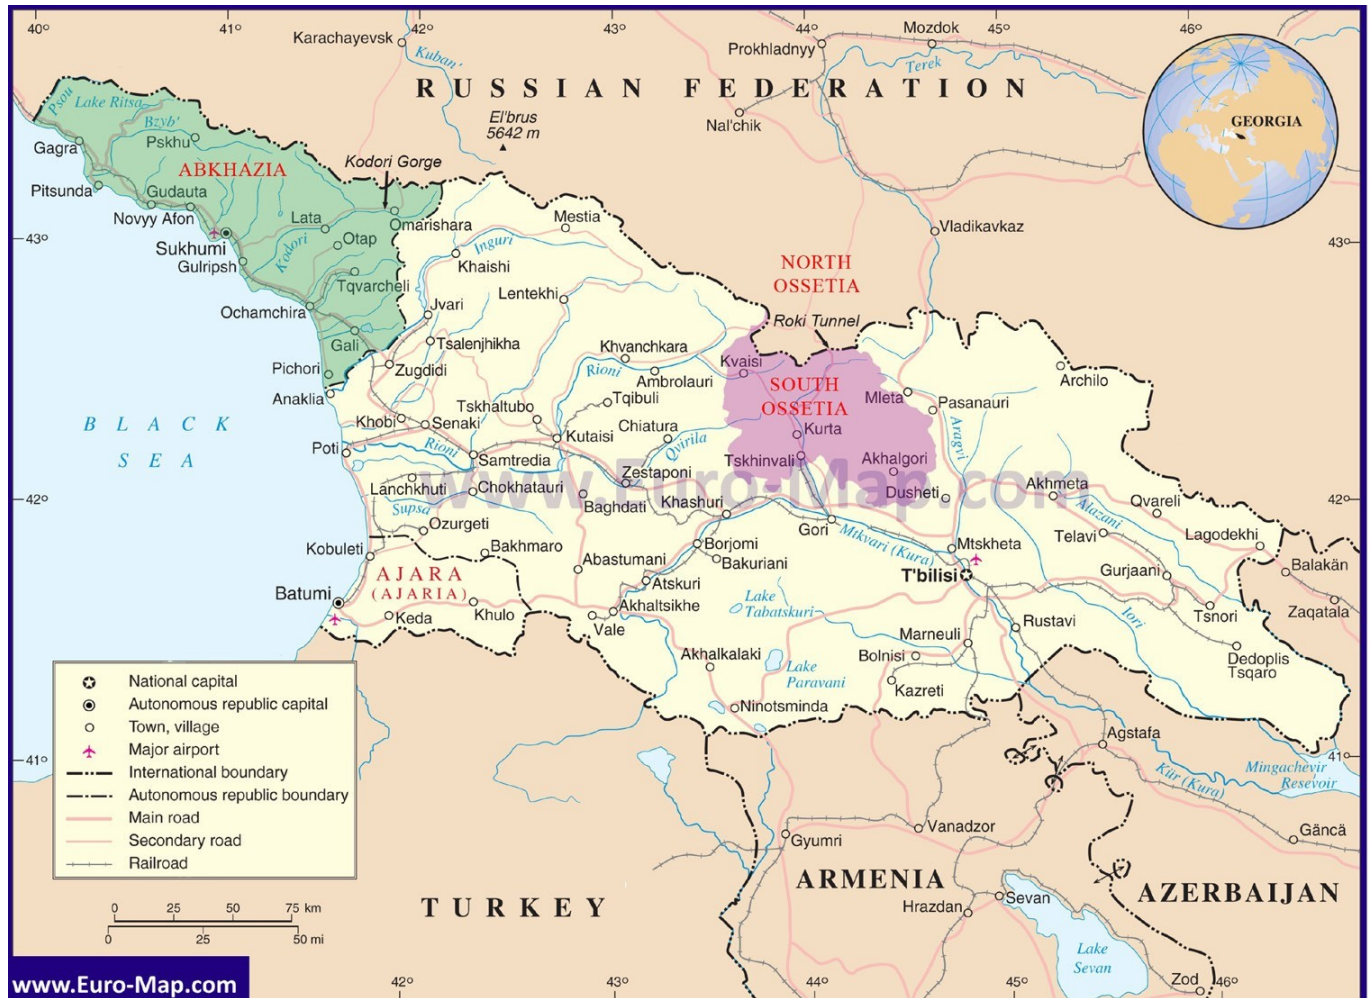 40°
41°
42°
43°
44°
45°
46°
Karachayevsk
Kuban'
Prokhladnyy
Mozdok
Terek
RUSSIAN FEDERATION
El'brus
5642 m
Nal'chik
GEORGIA
Psou
Lake Ritsa
Bzyb'
Pskhu
Gagra
ABKHAZIA
Kodori Gorge
Pitsunda
Gudauta
Novyy Afon
Lata
Omarishara
Mestia
Vladikavkaz
43°
43°
Sukhumi
Gulripsh
Kodori
Otap
Inguri
Khaishi
Tqvarcheli
NORTH
OSSETIA
Lentekhi
Ochamchira
Jvari
Roki Tunnel
Gali
Tsalenjhikha
Khvanchkara
Pichori
Zugdidi
Rioni
Ambrolauri
Kvaisi
Archilo
SOUTH
OSSETIA
Anaklia
Tskhaltubo
Tqibuli
Mleta
Pasanauri
BLACK
SEA
Khobi
Senaki
Kutaisi
Chiatura
Qvirila
Kurta
Aragvi
Poti
Rioni
Samtredia
Zestaponi
Tskhinvali
Akhalgori
www.Euro-Map.com
Lanchkhuti
Chokhatauri
Baghdati
Khashuri
Dusheti
Akhmeta
Qvareli
42°
42°
Supsa
Ozurgeti
Gori
Mtkvari (Kura)
Alazani
Telavi
Lagodekhi
Kobuleti
Bakhmaro
Abastumani
Borjomi
Bakuriani
Mtskheta
T'bilisi
Gurjaani
Balakän
AJARA
(AJARIA)
Batumi
Atskuri
Akhaltsikhe
Lake
Tabatskuri
Iori
Tsnori
Zaqatala
Keda
Khulo
Vale
Marneuli
Rustavi
Akhalkalaki
Bolnisi
Dedoplis
Tsqaro
Lake
Paravani
Kazreti
Ninotsminda
National capital
Autonomous republic capital
Town, village
Major airport
International boundary
Autonomous republic boundary
Main road
Secondary road
Railroad
41°
41°
Agstafa
Kür (Kura)
Mingachevir
Resevoir
Gyumri
Vanadzor
Gäncä
TURKEY
ARMENIA
AZERBAIJAN
Hrazdan
Sevan
Lake
Sevan
Zod
0 25 50 75 km
0 25 50 mi
www.Euro-Map.com
42°
43°
44°
45°
46°